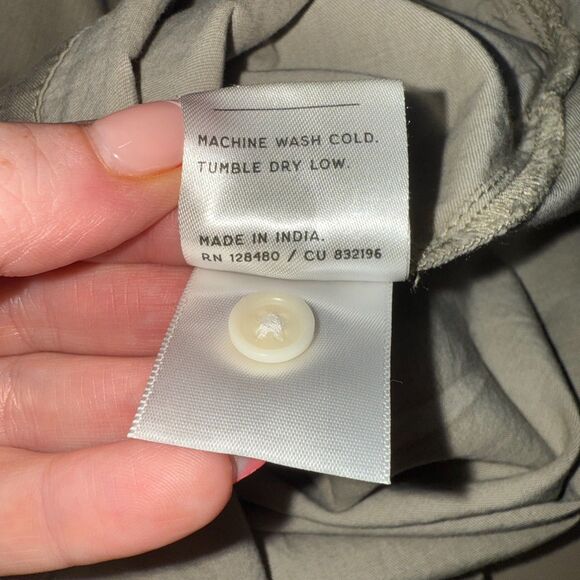 MACHINE WASH COLD.
TUMBLE DRY LOW.
MADE IN INDIA.
RN 128480 / CU 832196